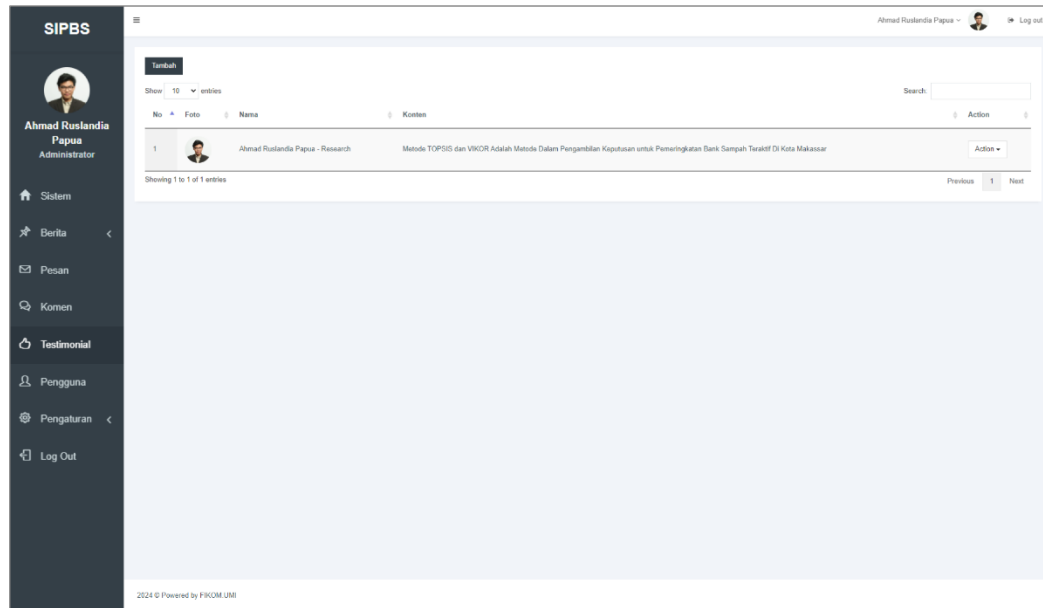 SIPBS
Ahmad Ruslandia Papua
Log out
Ahmad Ruslandia
Papua
Administrator
Sistem
Berita
Pesan
Komen
Testimonial
Pengguna
Pengaturan
Log Out
Tambah
Show 10 entries
Search:
No Foto Nama Konten Action
1 Ahmad Ruslandia Papua - Research Metode TOPSIS dan VIKOR Adalah Metode Dalam Pengambilan Keputusan untuk Pemeringkatan Bank Sampah Teraktif Di Kota Makassar Action
Showing 1 to 1 of 1 entries
Previous 1 Next
2024 © Powered by FIKOM.UMI